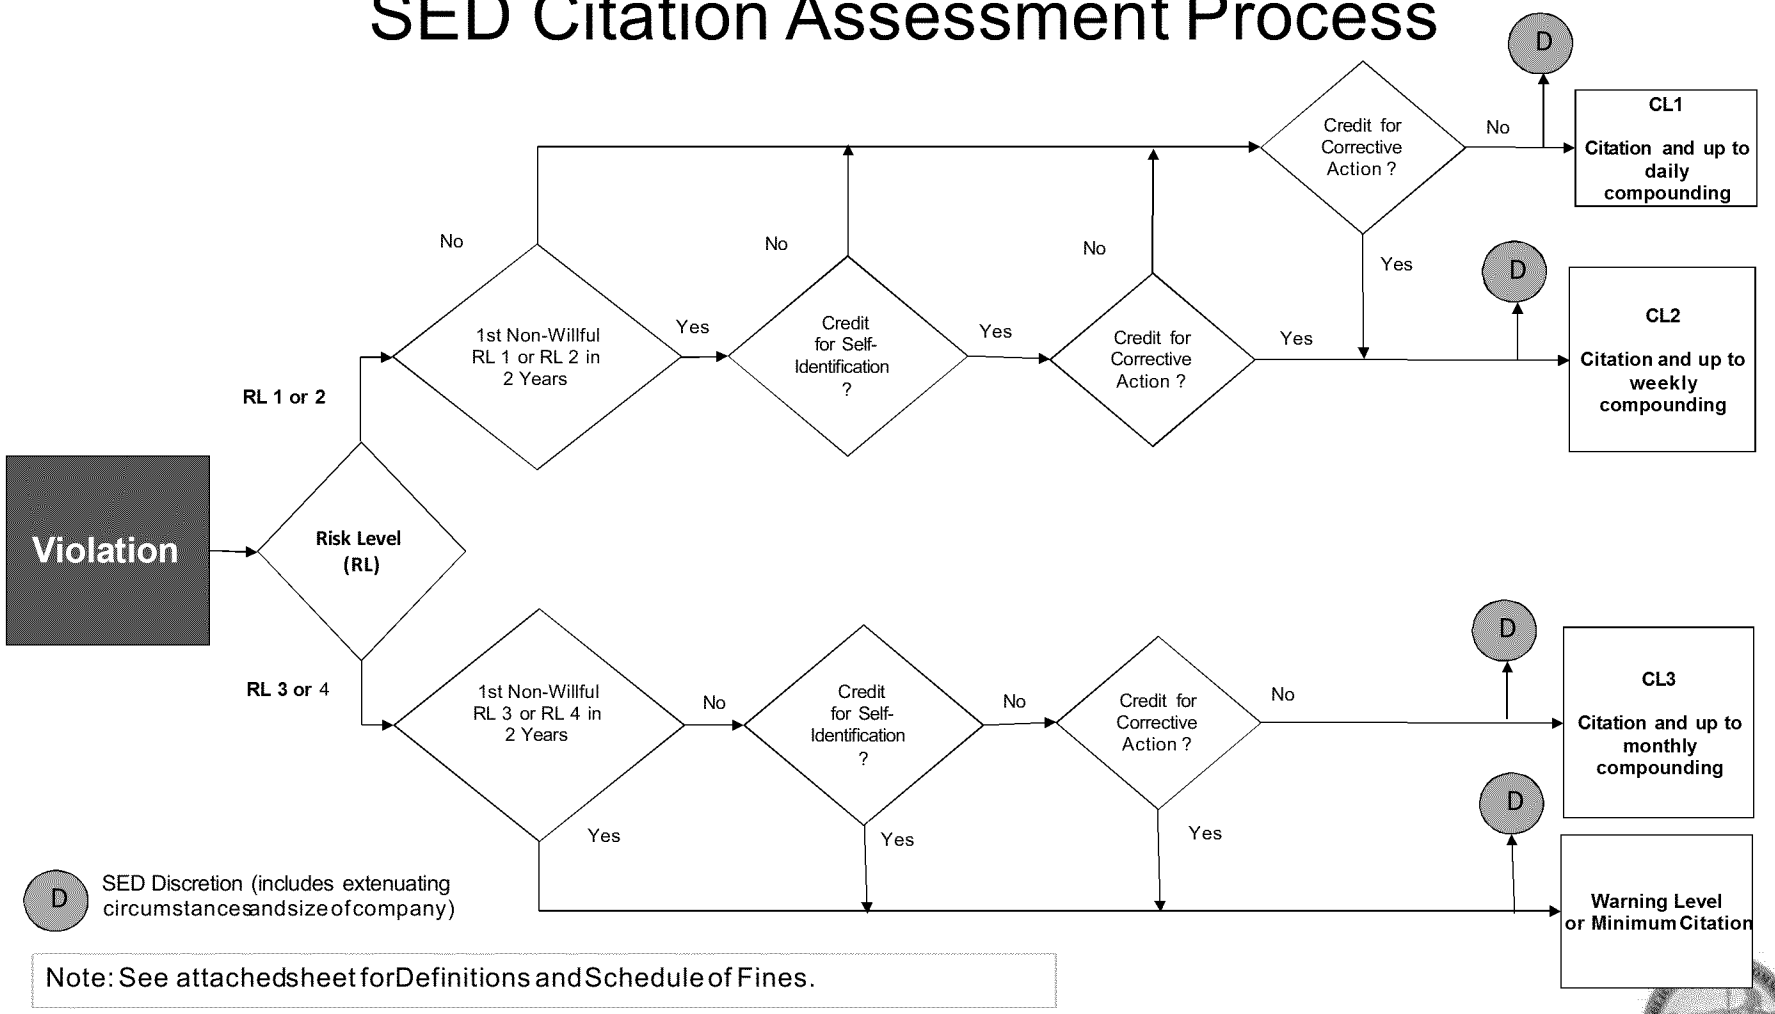 SED Citation Assessment Process
D
CL1
Citation and up to
daily
compounding
Credit for
Corrective
Action ?
No
Yes
No
No
No
D
CL2
Citation and up to
weekly
compounding
1st Non-Willful
RL 1 or RL 2 in
2 Years
Yes
Credit
for Self-
Identification
?
Yes
Credit for
Corrective
Action ?
Yes
RL 1 or 2
Violation
Risk Level
(RL)
RL 3 or 4
1st Non-Willful
RL 3 or RL 4 in
2 Years
No
Credit
for Self-
Identification
?
No
Credit for
Corrective
Action ?
No
D
CL3
Citation and up to
monthly
compounding
Yes
Yes
Yes
D
Warning Level
or Minimum Citation
D
SED Discretion (includes extenuating
circumstances and size of company)
Note: See attached sheet for Definitions and Schedule of Fines.